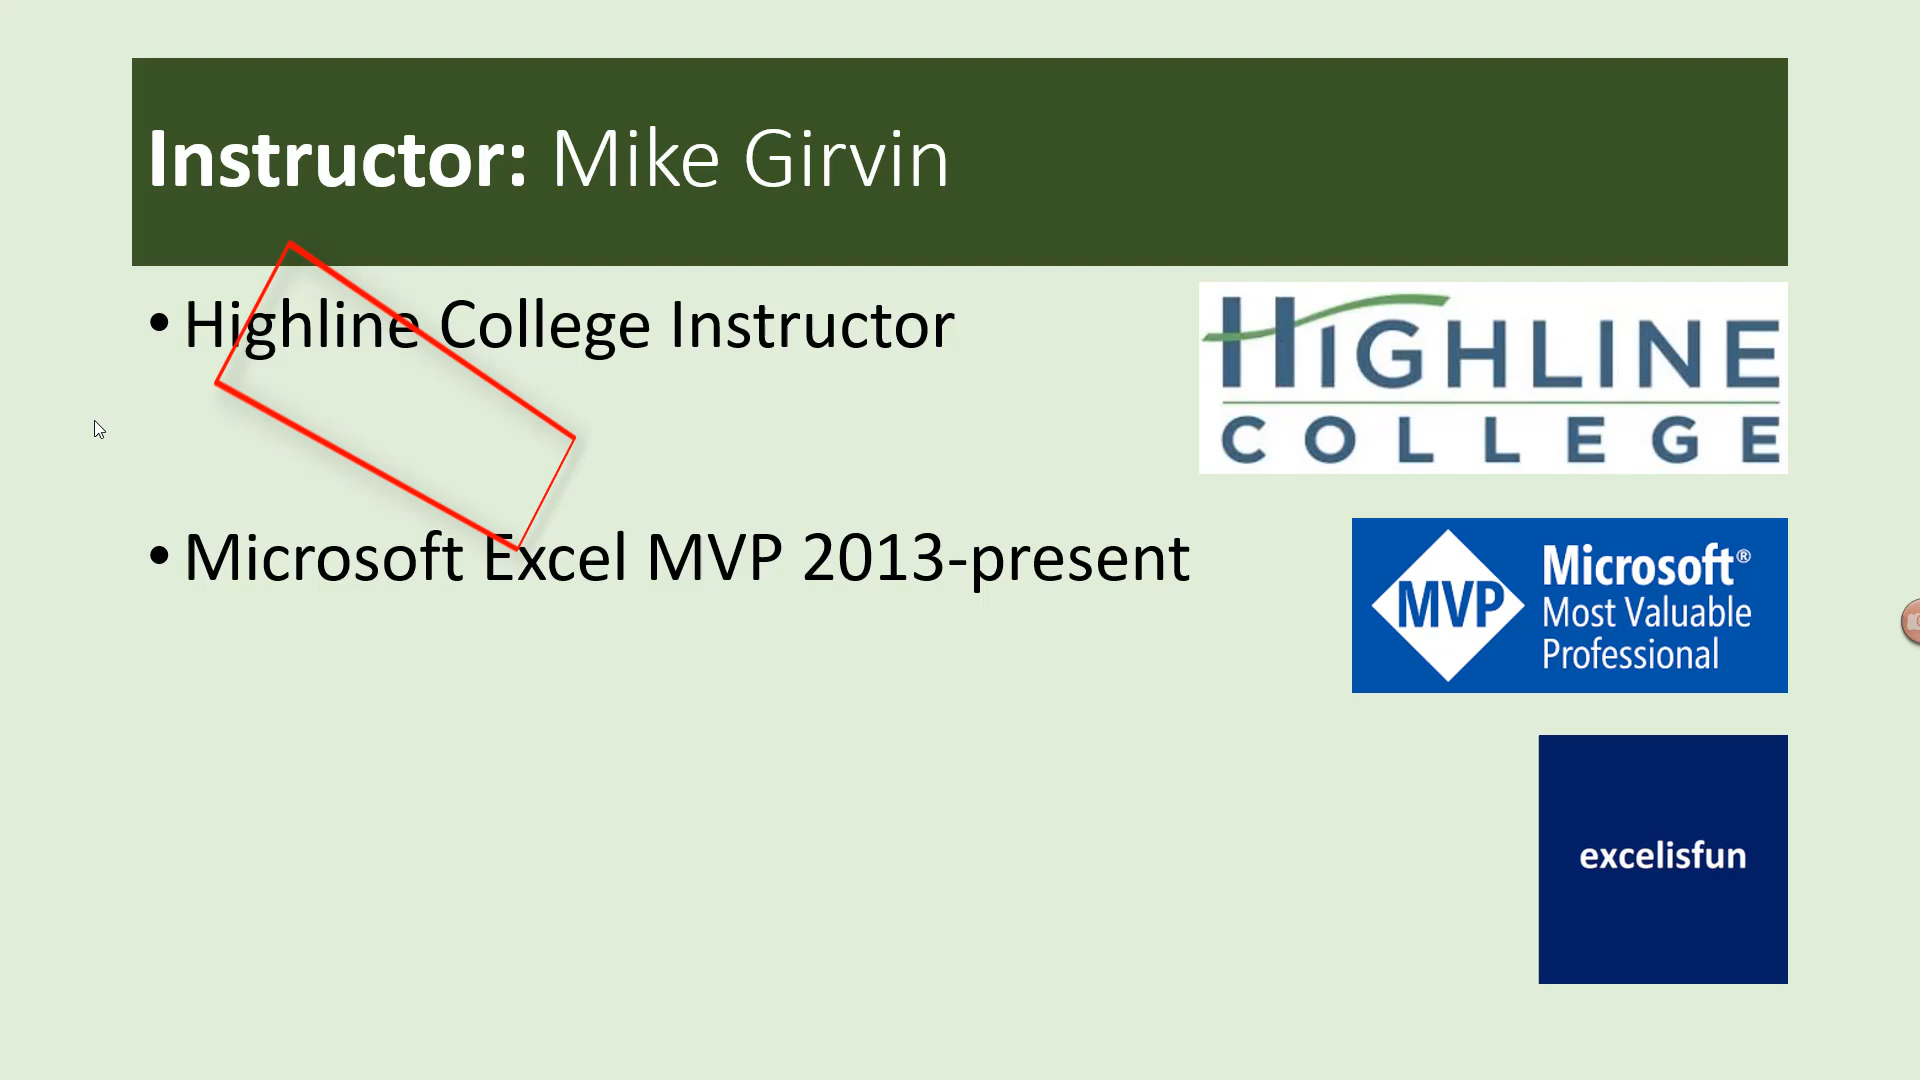 Instructor: Mike Girvin
• Highline College Instructor
HIGHLINE
COLLEGE
• Microsoft Excel MVP 2013-present
MVP
Microsoft®
Most Valuable
Professional
excelisfun